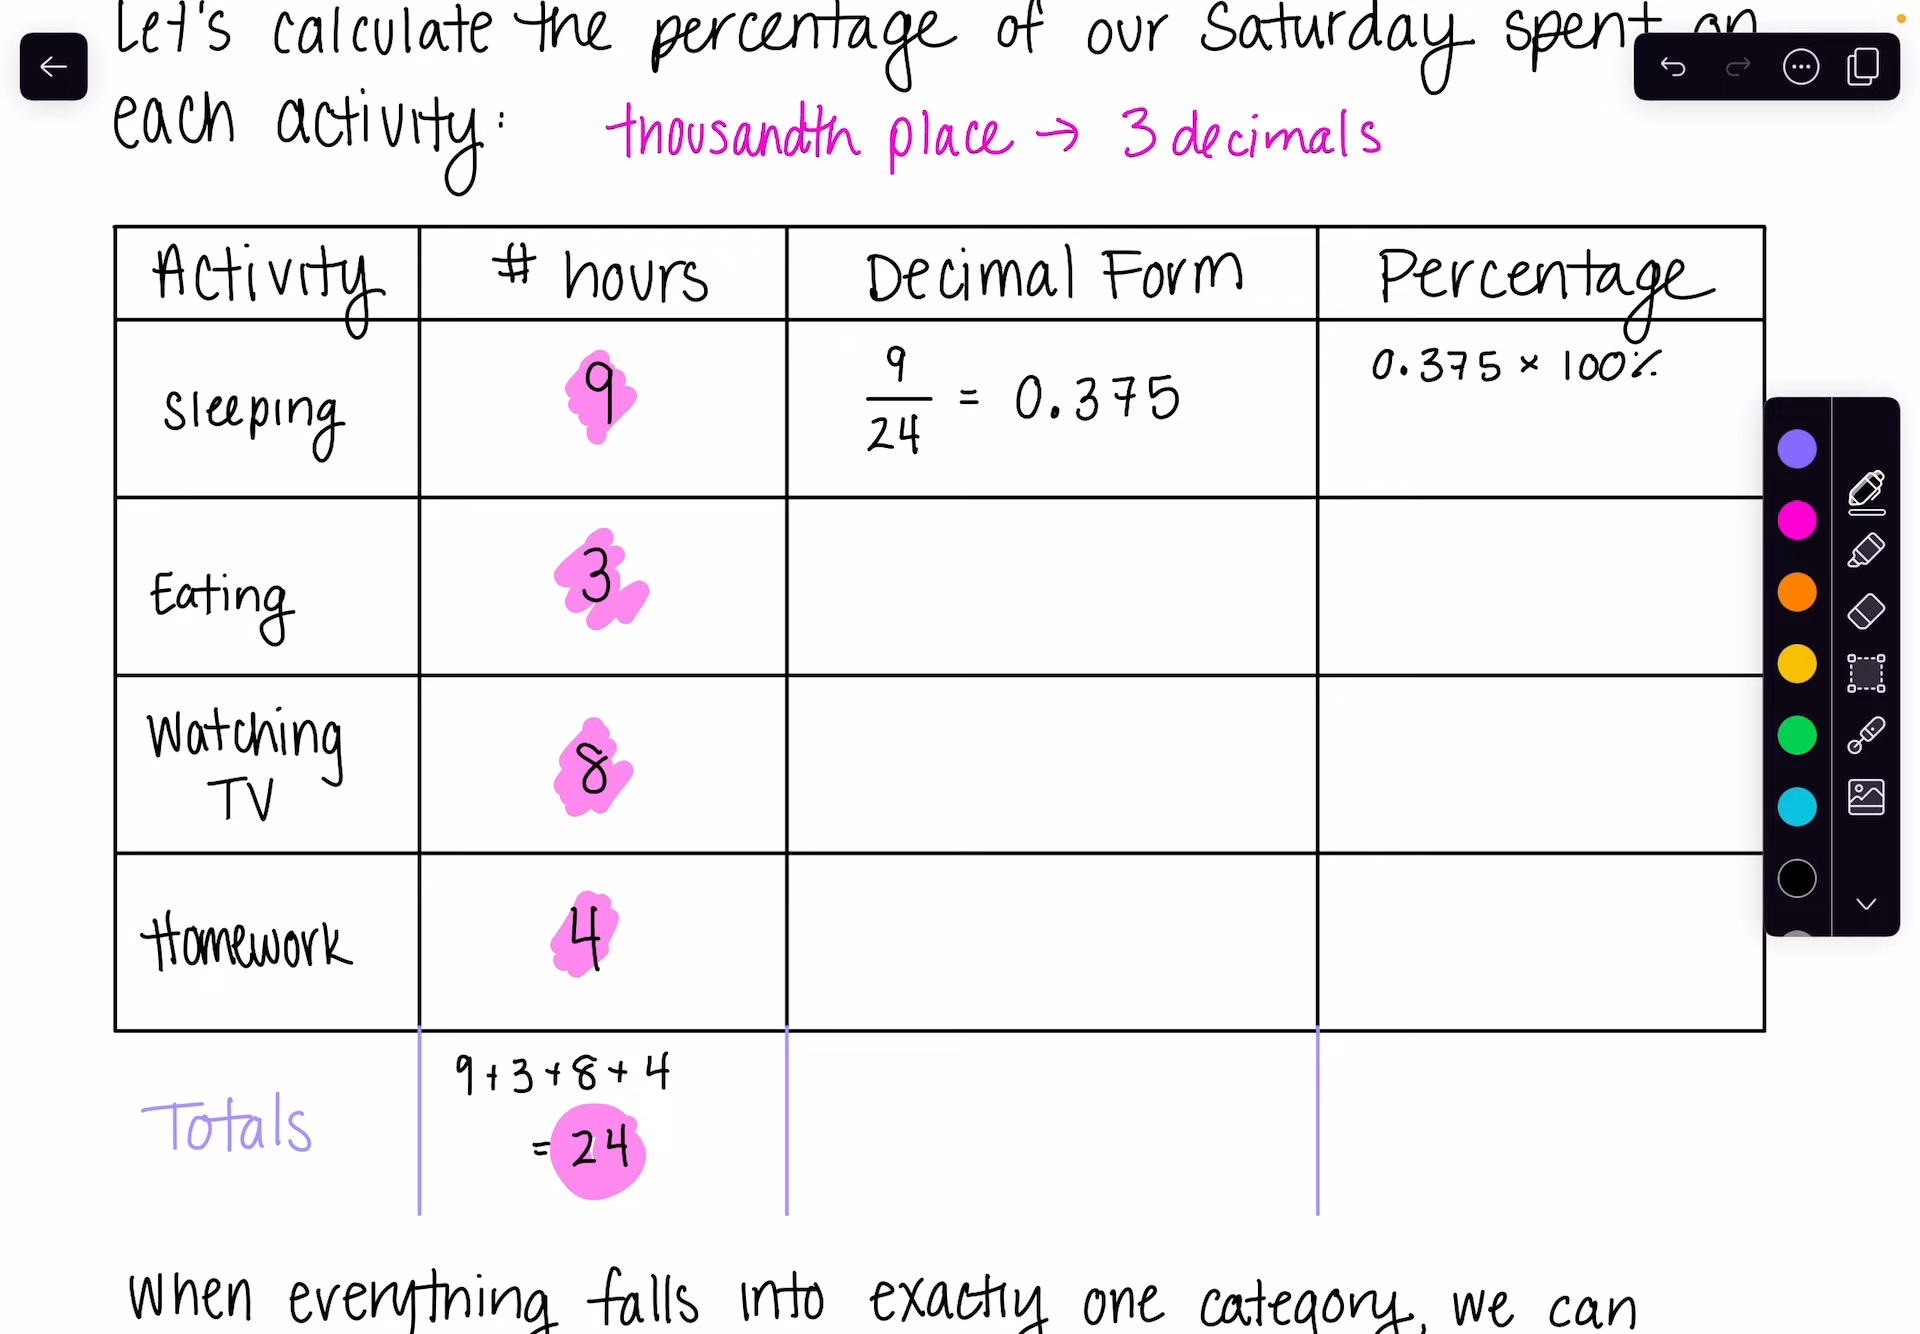 Let's calculate the percentage of our Saturday spent on
each activity:
thousandth place → 3 decimals
Activity # hours Decimal Form Percentage
Sleeping 9 9/24 = 0.375 0.375 × 100%
Eating 3
Watching TV 8
Homework 4
Totals 9+3+8+4
= 24
When everything falls into exactly one category, we can